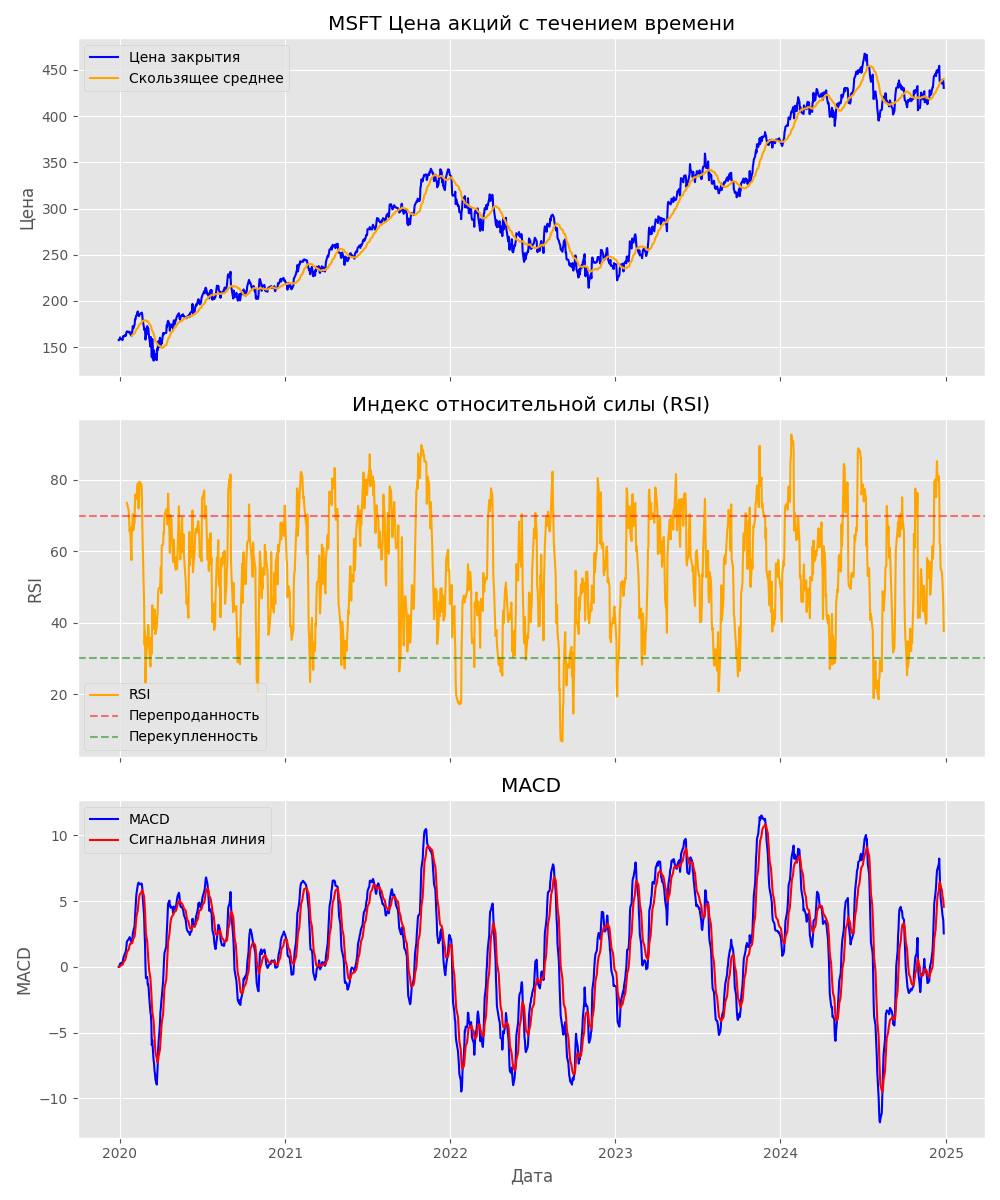 MSFT Цена акций с течением времени
Цена закрытия
Скользящее среднее
450
400
350
300
250
200
150
Цена
Индекс относительной силы (RSI)
80
60
40
20
RSI
RSI
Перепроданность
Перекупленность
MACD
MACD
Сигнальная линия
10
5
0
−5
−10
MACD
2020 2021 2022 2023 2024 2025
Дата